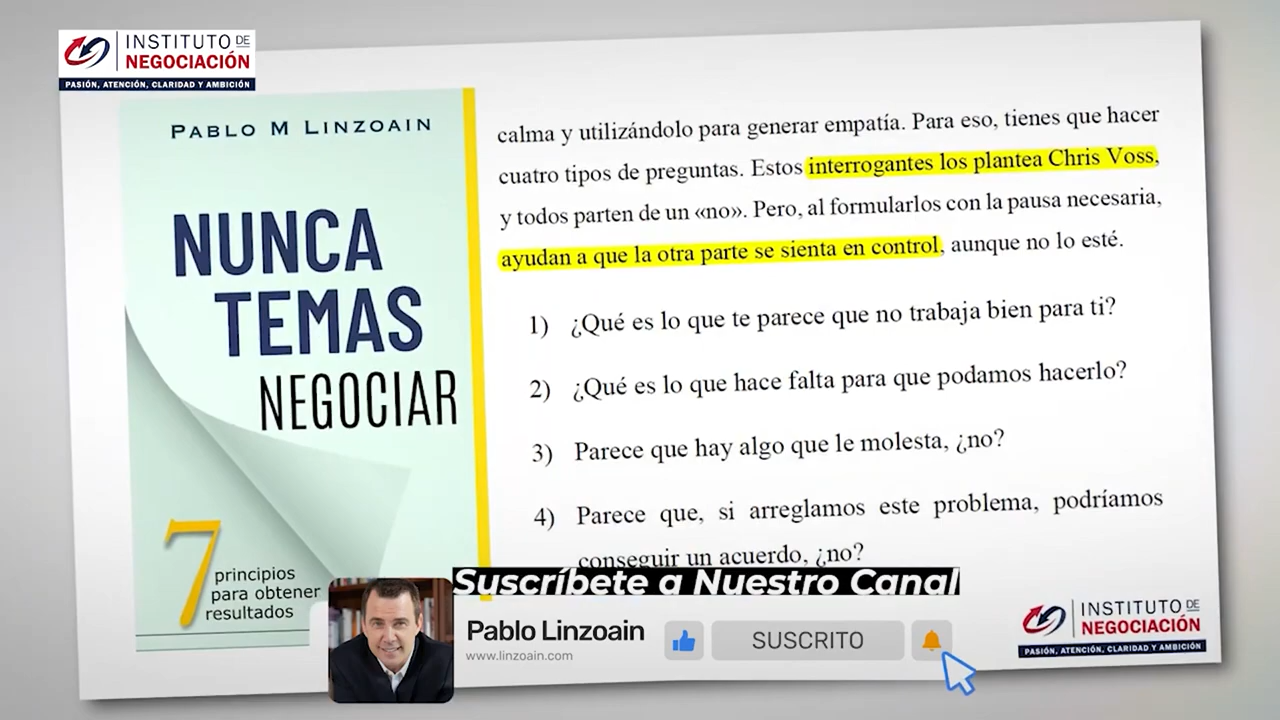 INSTITUTO DE
NEGOCIACIÓN
PASIÓN, ATENCIÓN, CLARIDAD Y AMBICIÓN
PABLO M LINZOAIN
NUNCA
TEMAS
NEGOCIAR
7
principios
para obtener
resultados
calma y utilizándolo para generar empatía. Para eso, tienes que hacer
cuatro tipos de preguntas. Estos interrogantes los plantea Chris Voss,
y todos parten de un «no». Pero, al formularlos con la pausa necesaria,
ayudan a que la otra parte se sienta en control, aunque no lo esté.
1) ¿Qué es lo que te parece que no trabaja bien para ti?
2) ¿Qué es lo que hace falta para que podamos hacerlo?
3) Parece que hay algo que le molesta, ¿no?
4) Parece que, si arreglamos este problema, podríamos
conseguir un acuerdo, ¿no?
Suscríbete a Nuestro Canal
Pablo Linzoain
www.linzoain.com
SUSCRITO
INSTITUTO DE
NEGOCIACIÓN
PASIÓN, ATENCIÓN, CLARIDAD Y AMBICIÓN